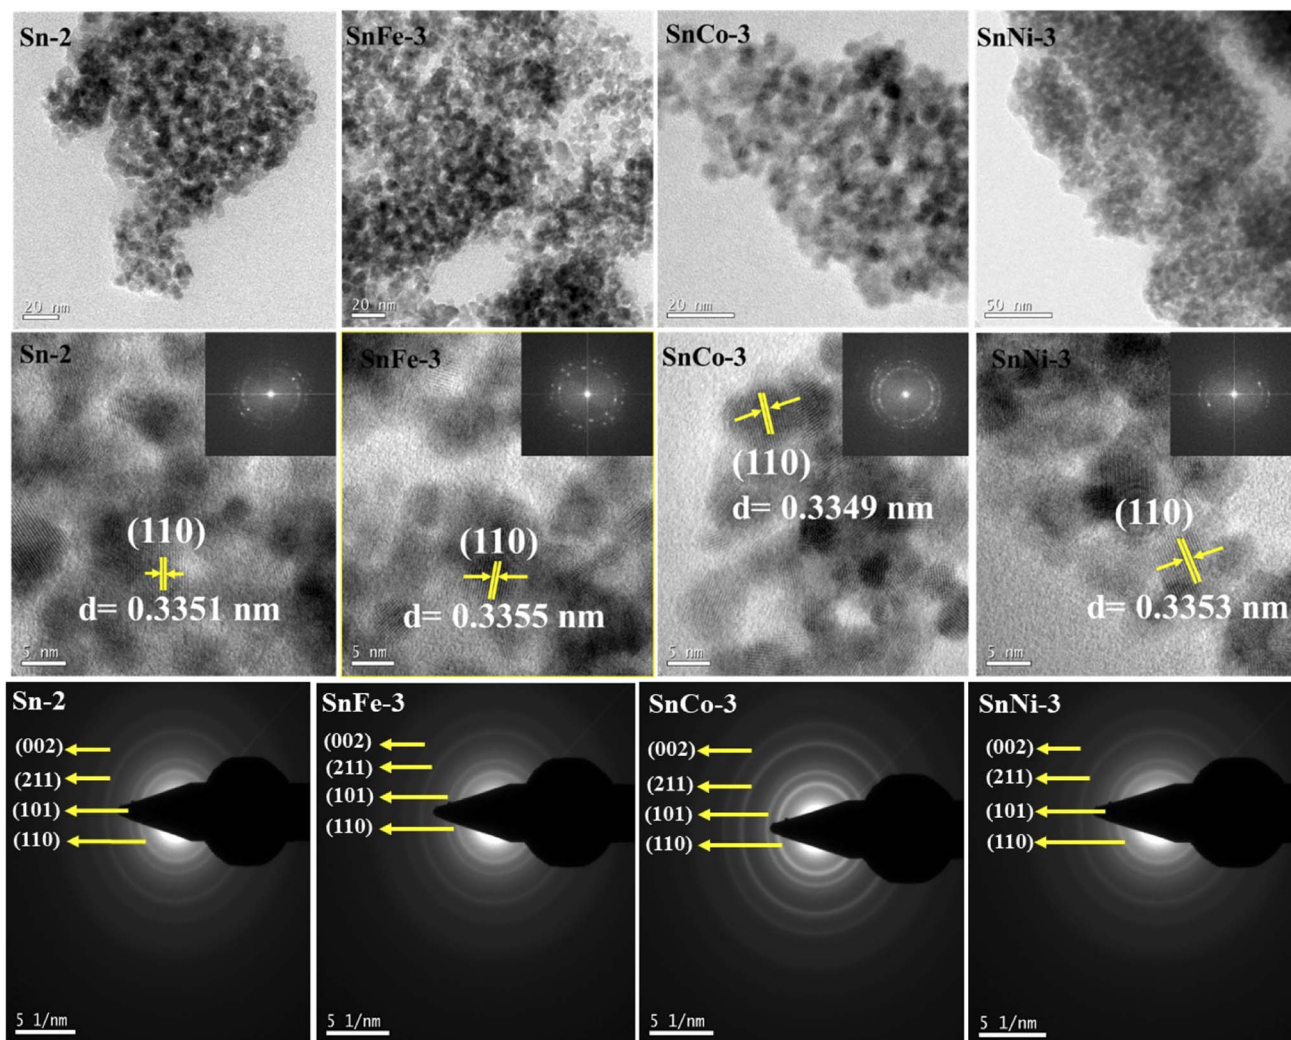 Sn-2
SnFe-3
SnCo-3
SnNi-3
20 nm
20 nm
20 nm
50 nm
Sn-2
SnFe-3
SnCo-3
SnNi-3
(110)
d= 0.3351 nm
(110)
d= 0.3355 nm
(110)
d= 0.3349 nm
(110)
d= 0.3353 nm
5 nm
5 nm
5 nm
5 nm
Sn-2
(002)
(211)
(101)
(110)
5 1/nm
SnFe-3
(002)
(211)
(101)
(110)
5 1/nm
SnCo-3
(002)
(211)
(101)
(110)
5 1/nm
SnNi-3
(002)
(211)
(101)
(110)
5 1/nm